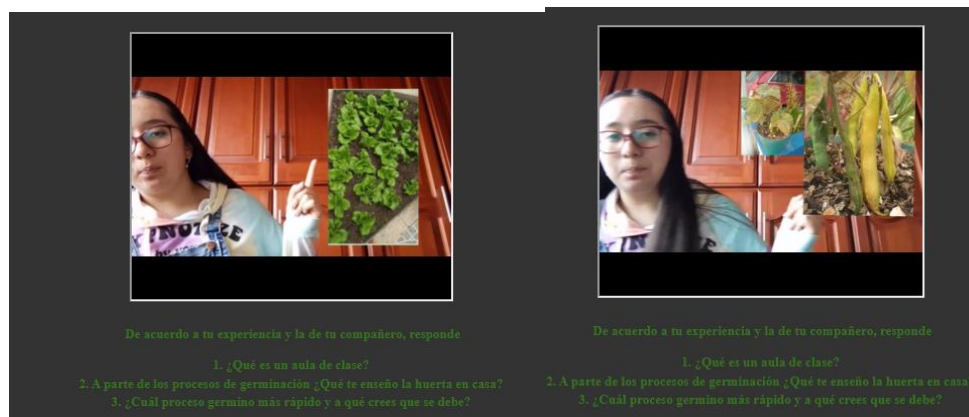 De acuerdo a tu experiencia y la de tu compañero, responde
1. ¿Qué es un aula de clase?
2. A parte de los procesos de germinación ¿Qué te enseño la huerta en casa?
3. ¿Cuál proceso germino más rápido y a qué crees que se debe?
De acuerdo a tu experiencia y la de tu compañero, responde
1. ¿Qué es un aula de clase?
2. A parte de los procesos de germinación ¿Qué te enseño la huerta en casa
3. ¿Cuál proceso germino más rápido y a qué crees que se debe?